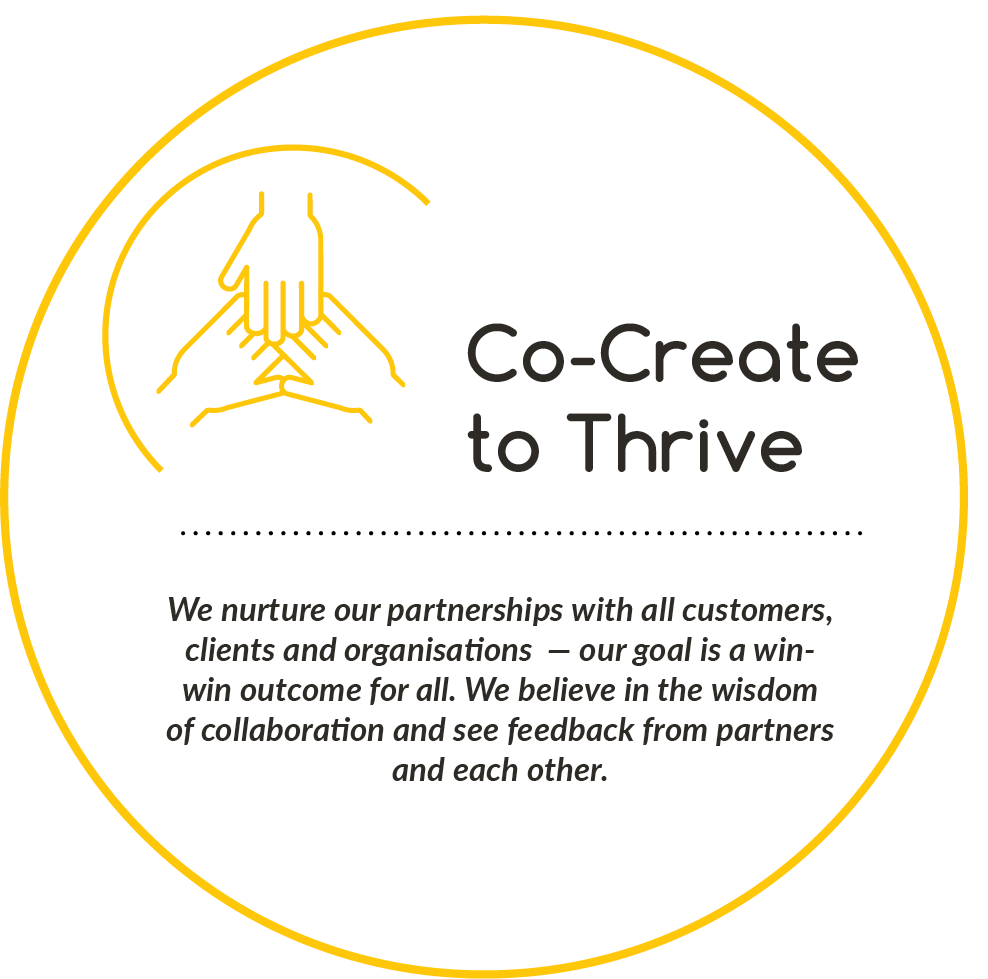 Co-Create
to Thrive
We nurture our partnerships with all customers,
clients and organisations — our goal is a win-
win outcome for all. We believe in the wisdom
of collaboration and see feedback from partners
and each other.